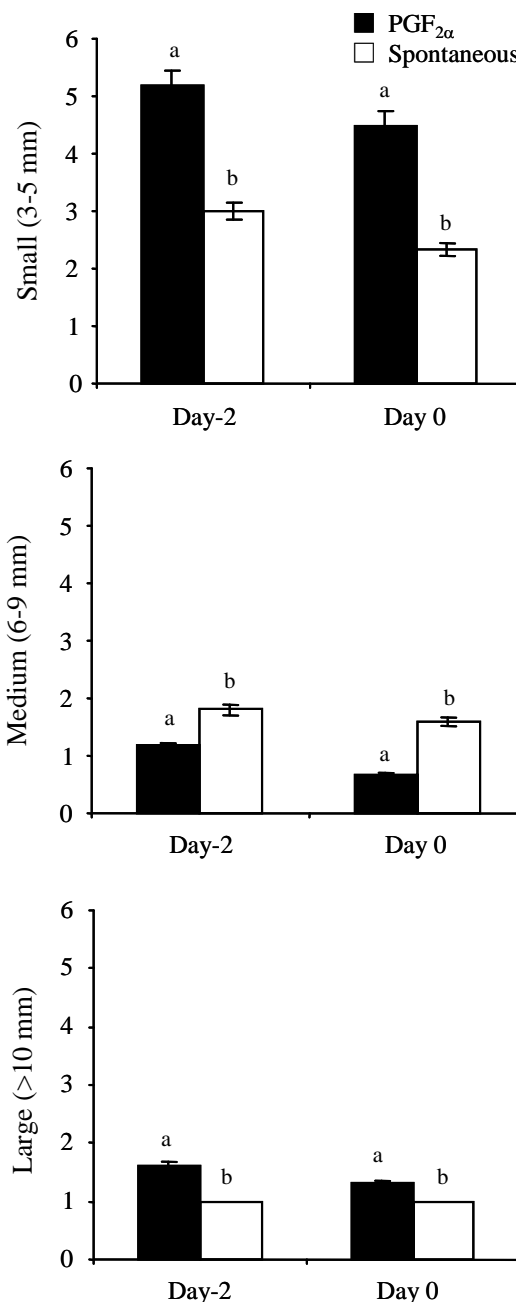 PGF2α
Spontaneous
Small (3-5 mm)
6
5
4
3
2
1
0
a
b
a
b
Day-2 Day 0
Medium (6-9 mm)
6
5
4
3
2
1
0
a
b
a
b
Day-2 Day 0
Large (>10 mm)
6
5
4
3
2
1
0
a
b
a
b
Day-2 Day 0